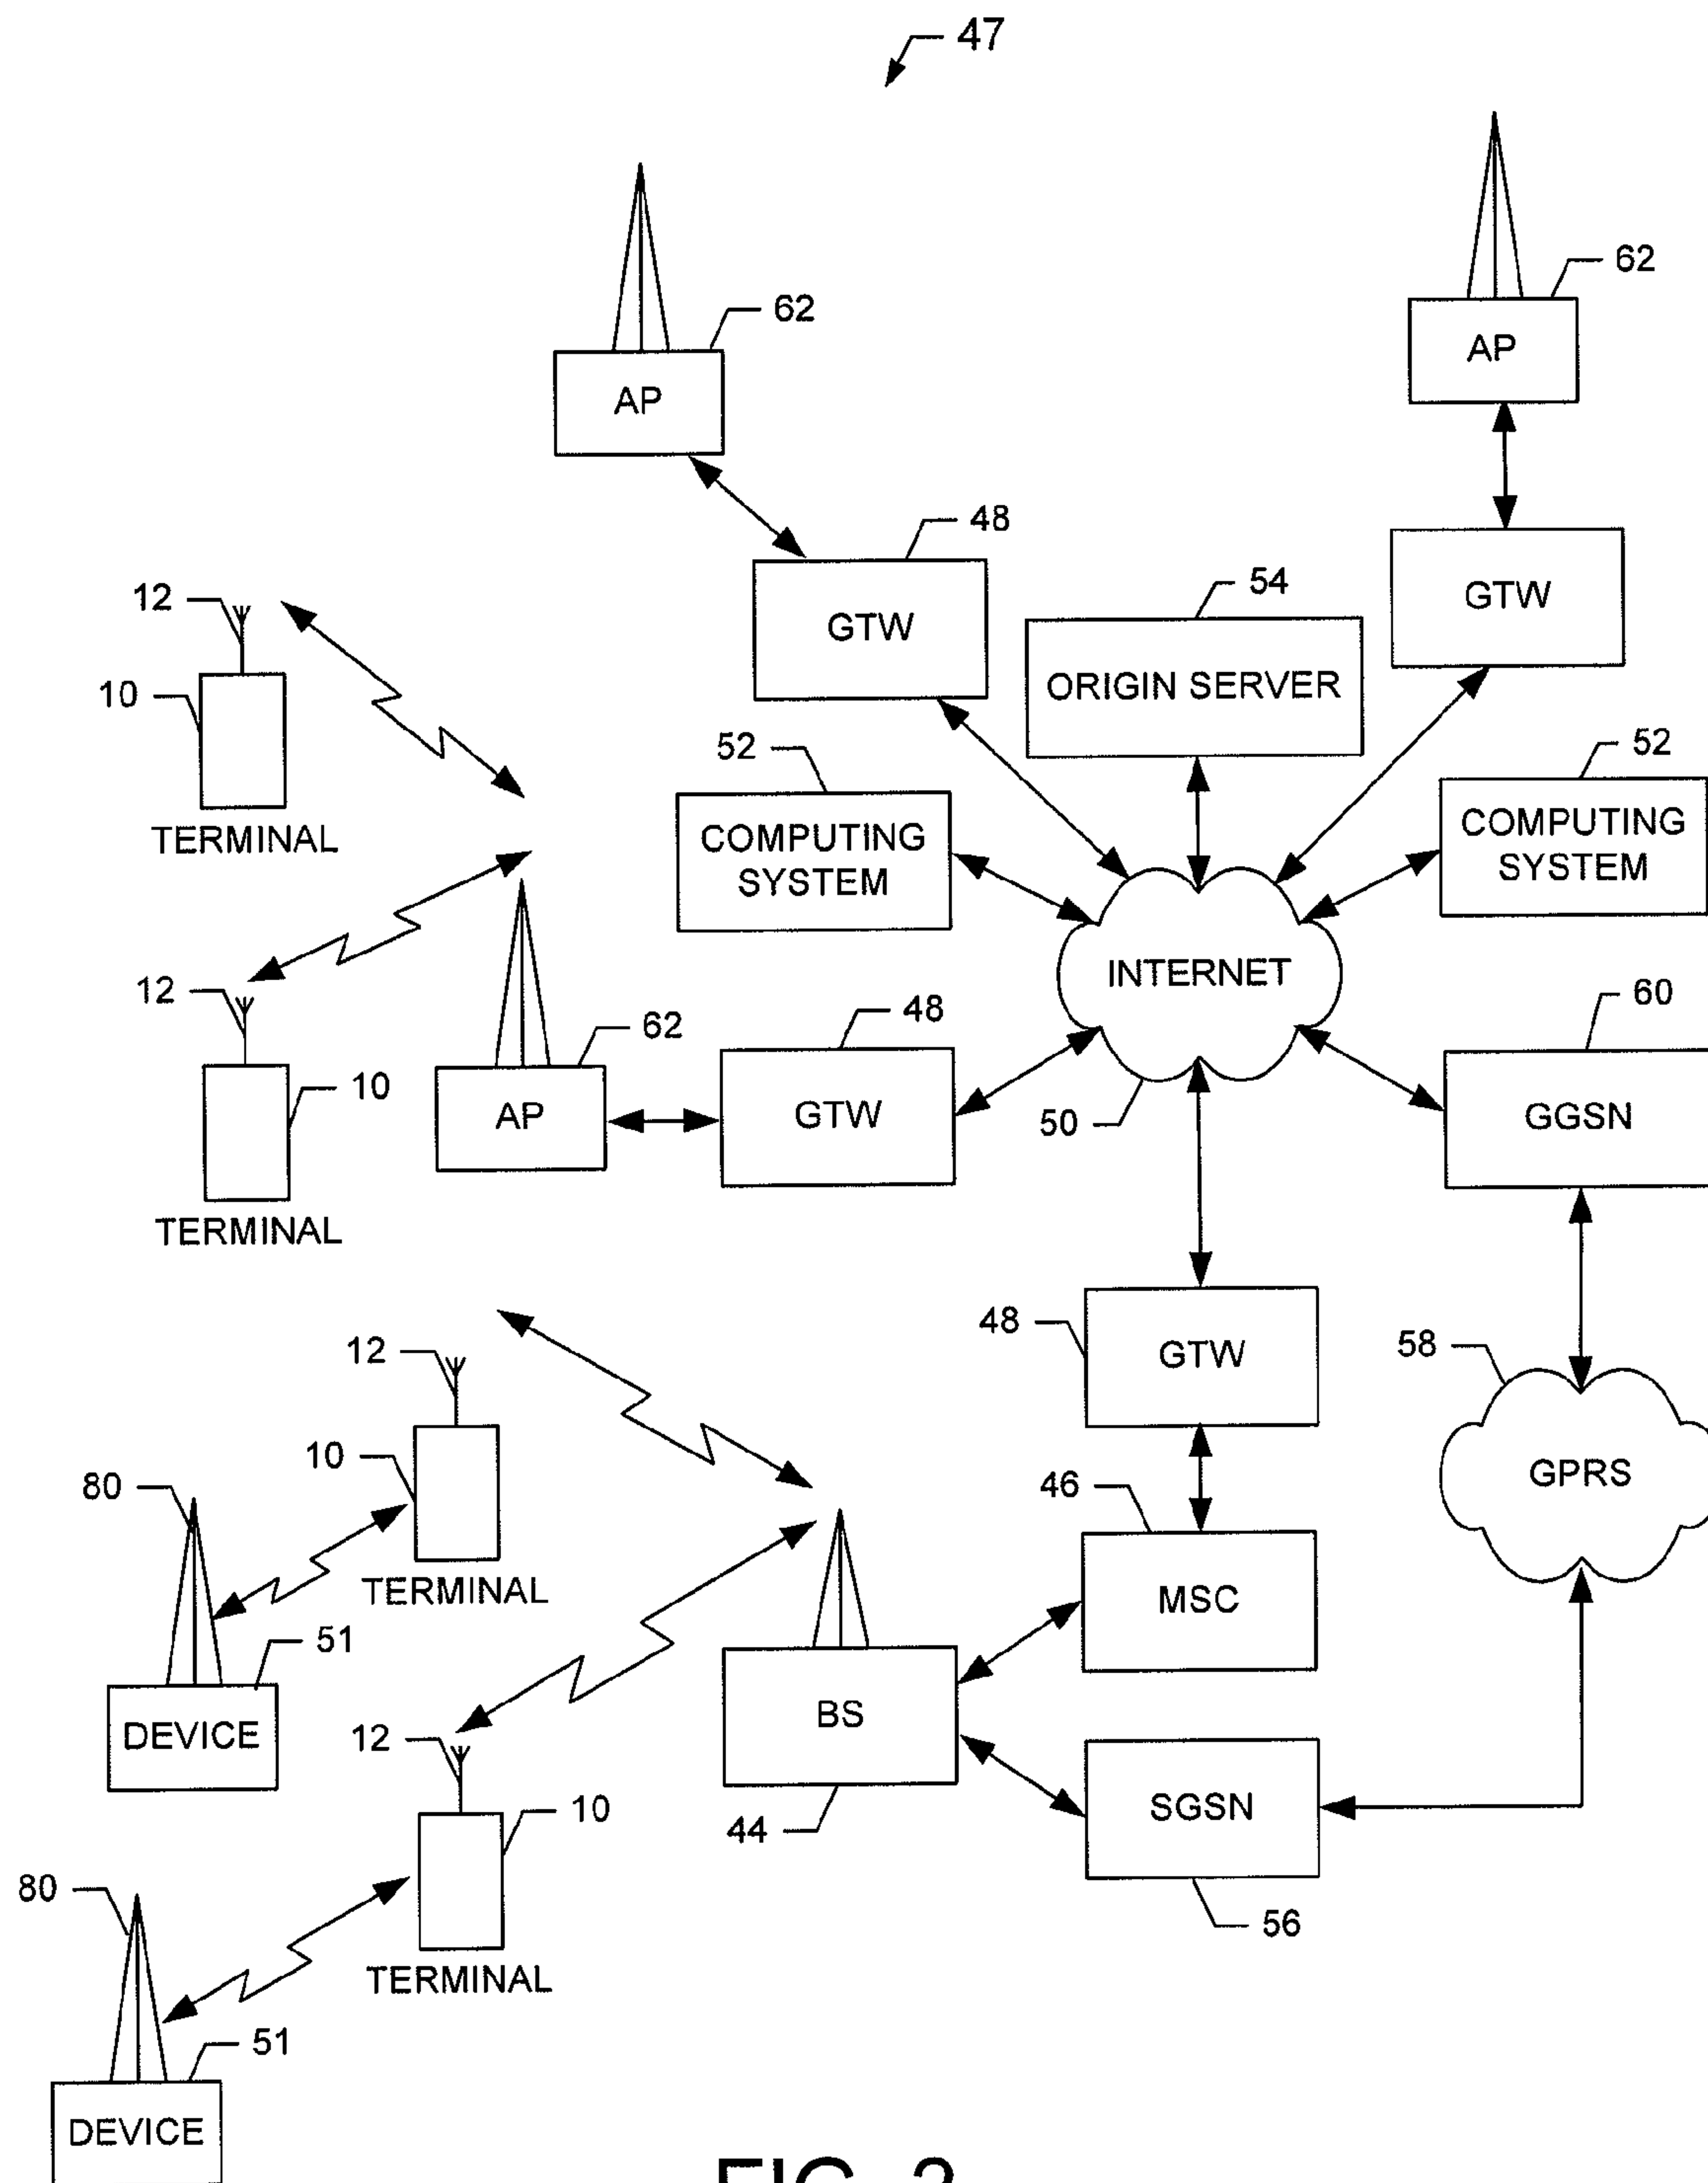 47
62
AP
62
AP
48
GTW
GTW
54
ORIGIN SERVER
12
10
TERMINAL
52
COMPUTING
SYSTEM
52
COMPUTING
SYSTEM
INTERNET
50
12
10
TERMINAL
62
AP
48
GTW
60
GGSN
48
GTW
58
GPRS
12
10
TERMINAL
80
51
DEVICE
46
MSC
BS
44
12
10
TERMINAL
SGSN
56
80
51
DEVICE